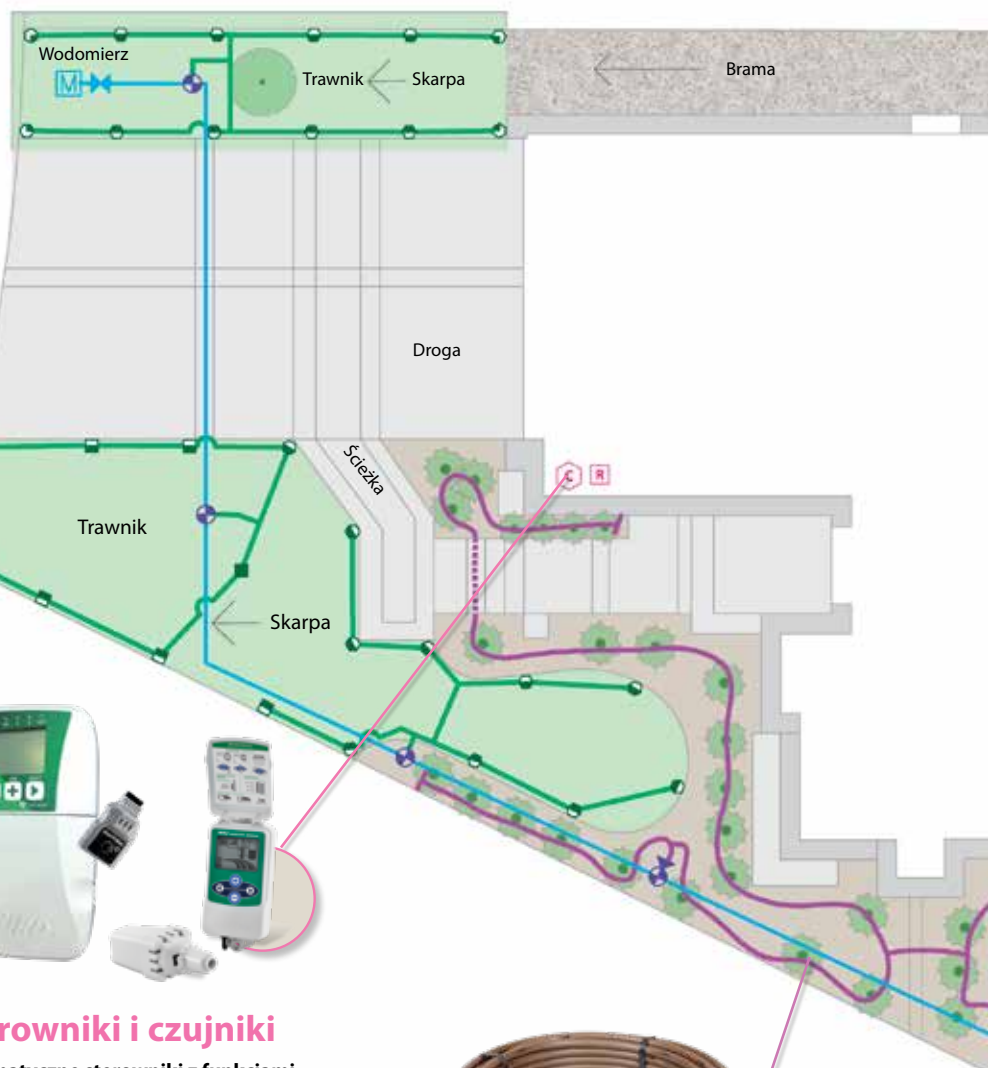 Wodomierz
M
Trawnik
Skarpa
Brama
Droga
Ścieżka
C
R
Trawnik
Skarpa
rowniki i czujniki